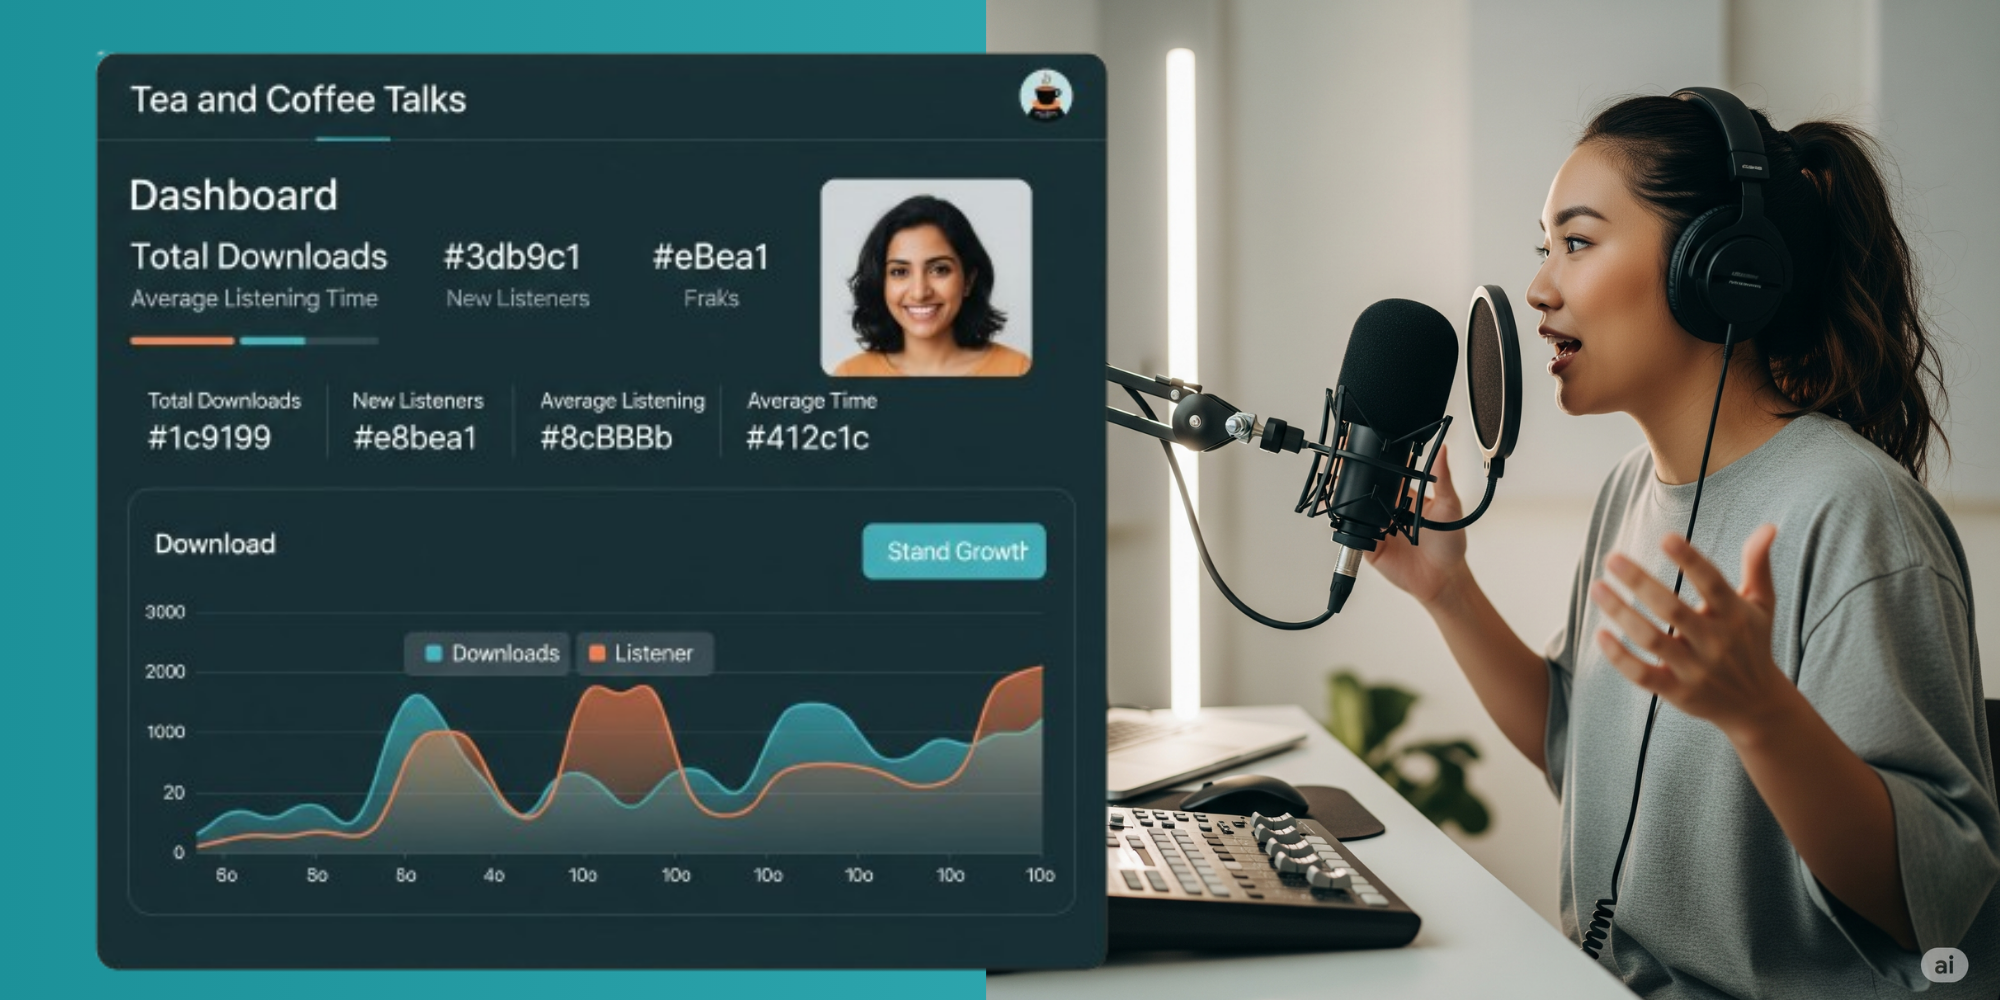 Tea and Coffee Talks
Dashboard
Total Downloads #3db9c1 #eBea1
Average Listening Time New Listeners Fraks
Total Downloads New Listeners Average Listening Average Time
#1c9199 #e8bea1 #8cBBBb #412c1c
Download
Stand Growth
3000
Downloads Listener
2000
1000
20
0
6o 5o 5o 4o 10o 10o 10o 10o 10o 10o
ai